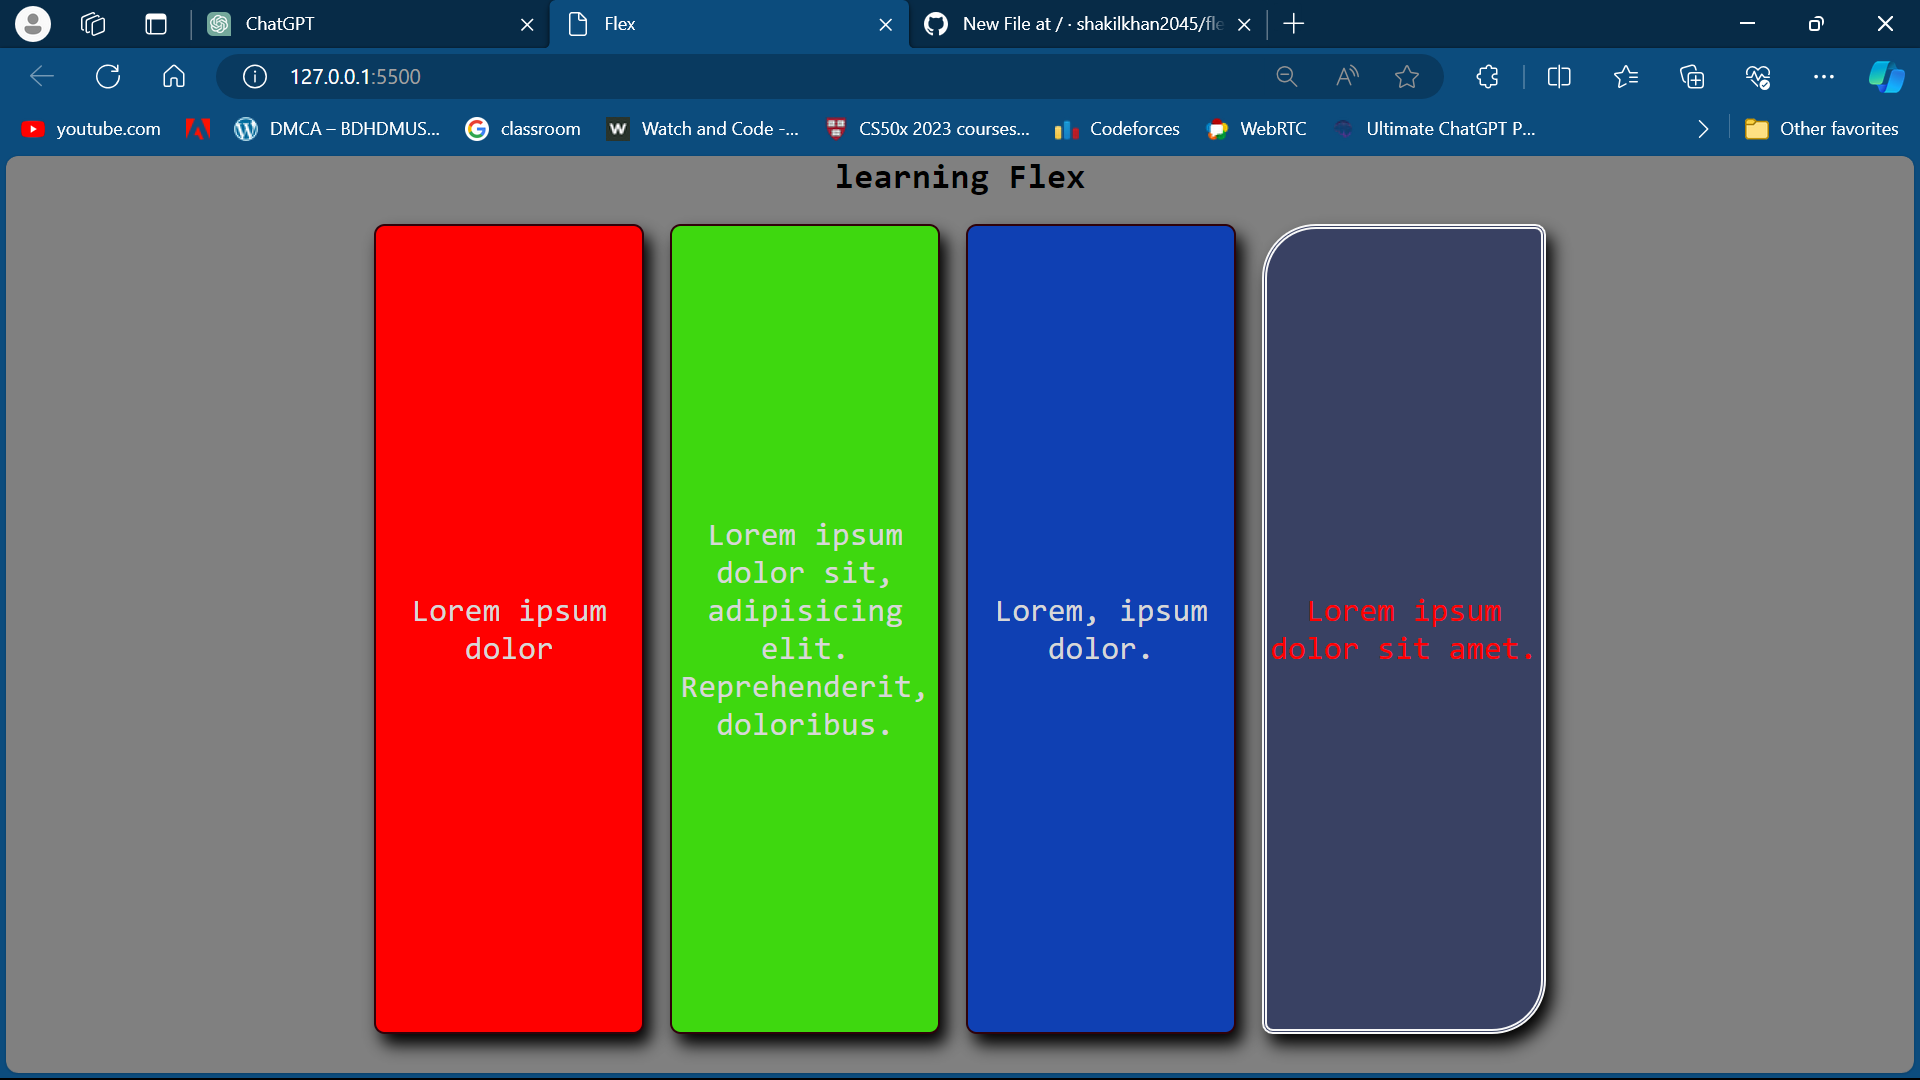 ChatGPT
Flex
New File at / · shakilkhan2045/fle
127.0.0.1:5500
youtube.com
DMCA – BDHDMUS...
classroom
W
Watch and Code -...
CS50x 2023 courses...
Codeforces
WebRTC
Ultimate ChatGPT P...
Other favorites
learning Flex
Lorem ipsum
dolor
Lorem ipsum
dolor sit,
adipisicing
elit.
Reprehenderit,
doloribus.
Lorem, ipsum
dolor.
Lorem ipsum
dolor sit amet.